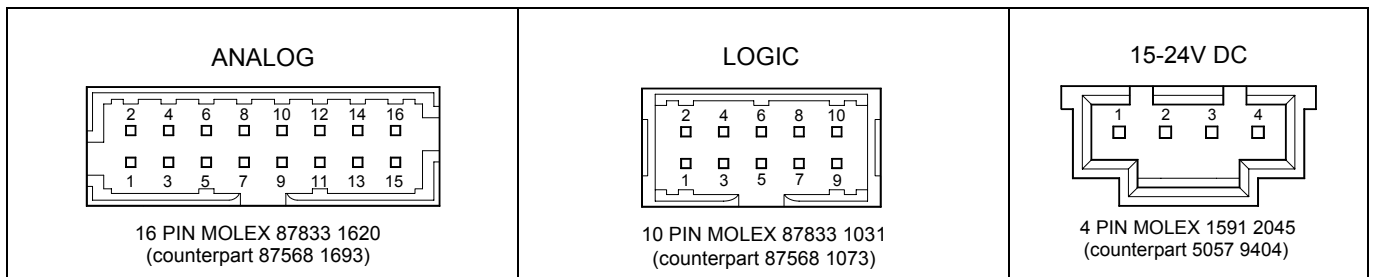 ANALOG
2 4 6 8 10 12 14 16
1 3 5 7 9 11 13 15
16 PIN MOLEX 87833 1620
(counterpart 87568 1693)
LOGIC
2 4 6 8 10
1 3 5 7 9
10 PIN MOLEX 87833 1031
(counterpart 87568 1073)
15-24V DC
1 2 3 4
4 PIN MOLEX 1591 2045
(counterpart 5057 9404)